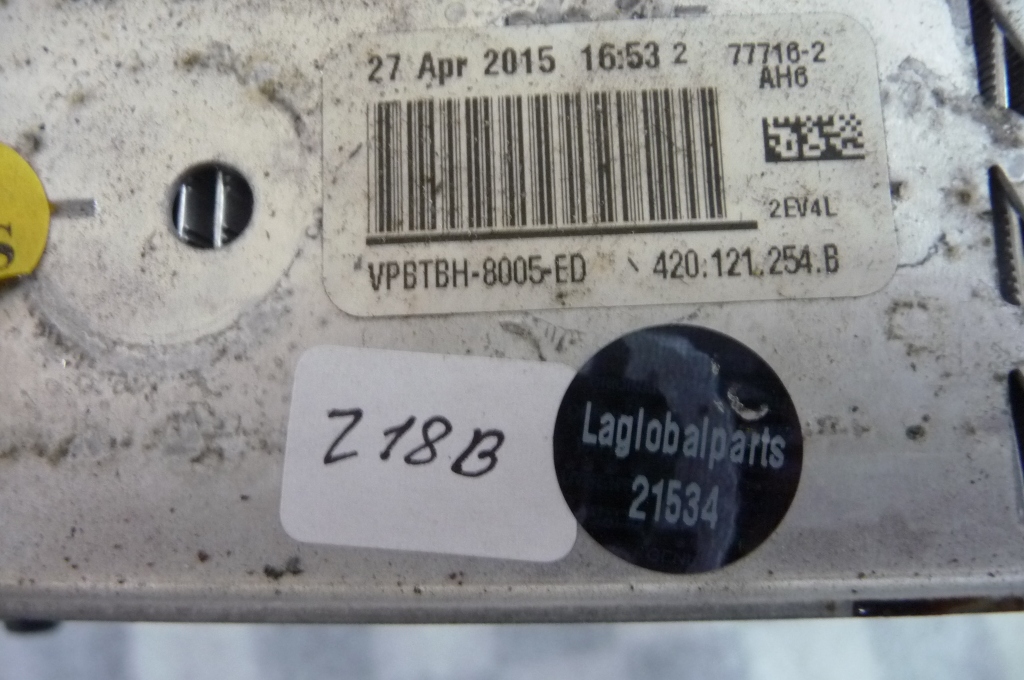 27 Apr 2015 16:53 2
77716-2
AH6
2EV4L
VPBTBH-8005-ED
420.121.254.B
S
Z18B
Laglobalparts
21534